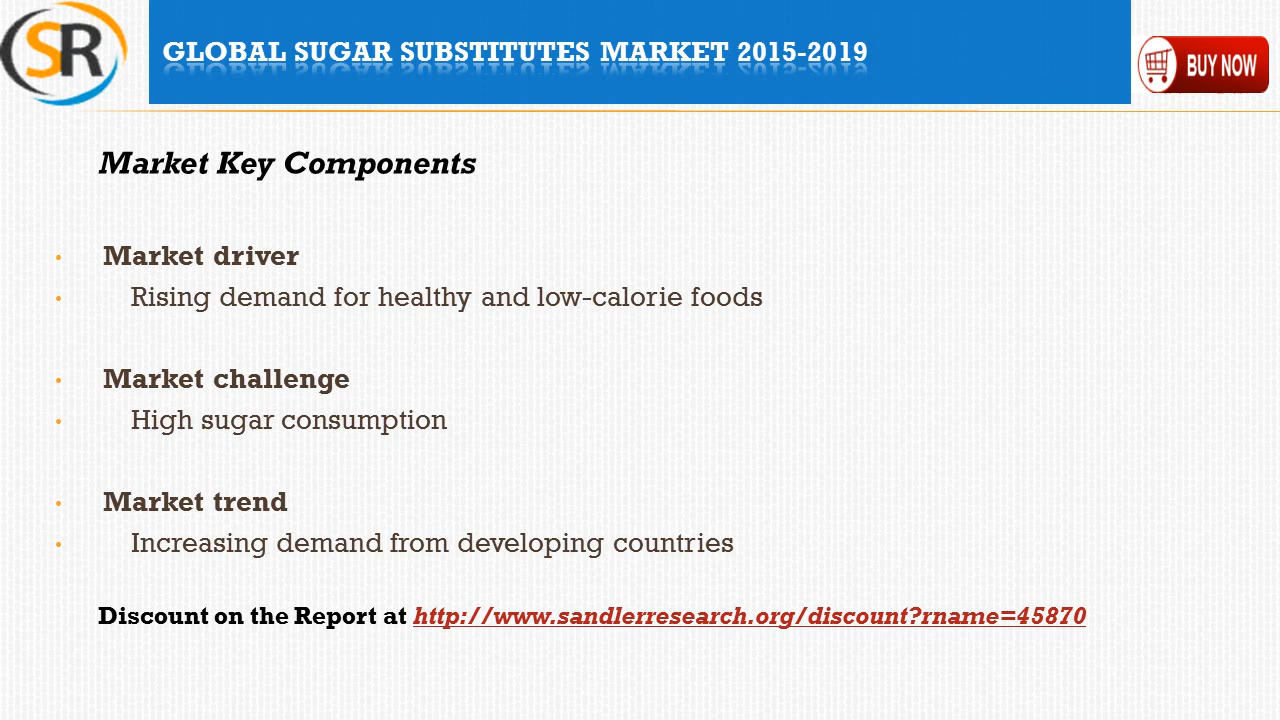 SR
GLOBAL SUGAR SUBSTITUTES MARKET 2015-2019
BUY NOW
Market Key Components
• Market driver
• Rising demand for healthy and low-calorie foods
• Market challenge
• High sugar consumption
• Market trend
• Increasing demand from developing countries
Discount on the Report at http://www.sandlerresearch.org/discount?rname=45870